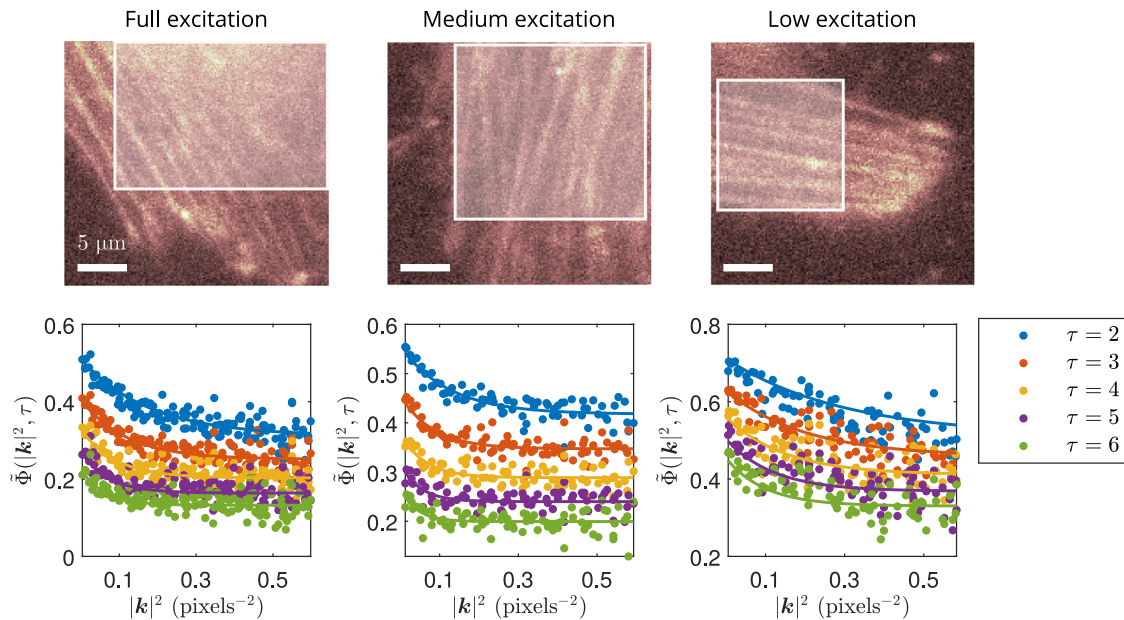 Full excitation
Medium excitation
Low excitation
5 μm
0.6
0.4
0.2
0
0.1 0.3 0.5
Φ̃(|k|², τ)
|k|² (pixels⁻²)
0.6
0.5
0.4
0.3
0.2
0.1 0.3 0.5
Φ̃(|k|², τ)
|k|² (pixels⁻²)
0.8
0.6
0.4
0.2
0.1 0.3 0.5
Φ̃(|k|², τ)
|k|² (pixels⁻²)
τ = 2
τ = 3
τ = 4
τ = 5
τ = 6